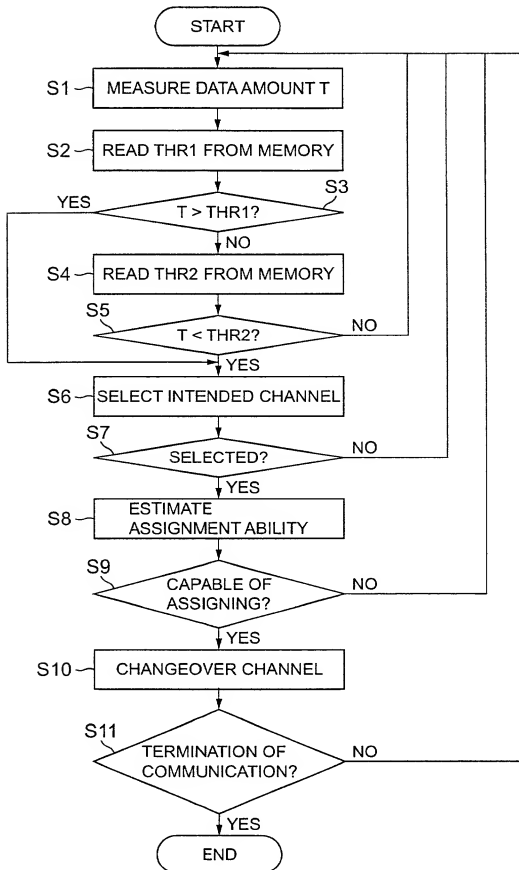 START
S1
MEASURE DATA AMOUNT T
S2
READ THR1 FROM MEMORY
S3
YES
T > THR1?
NO
S4
READ THR2 FROM MEMORY
S5
T < THR2?
NO
YES
S6
SELECT INTENDED CHANNEL
S7
SELECTED?
NO
YES
S8
ESTIMATE
ASSIGNMENT ABILITY
S9
CAPABLE OF
ASSIGNING?
NO
YES
S10
CHANGEOVER CHANNEL
S11
TERMINATION OF
COMMUNICATION?
NO
YES
END